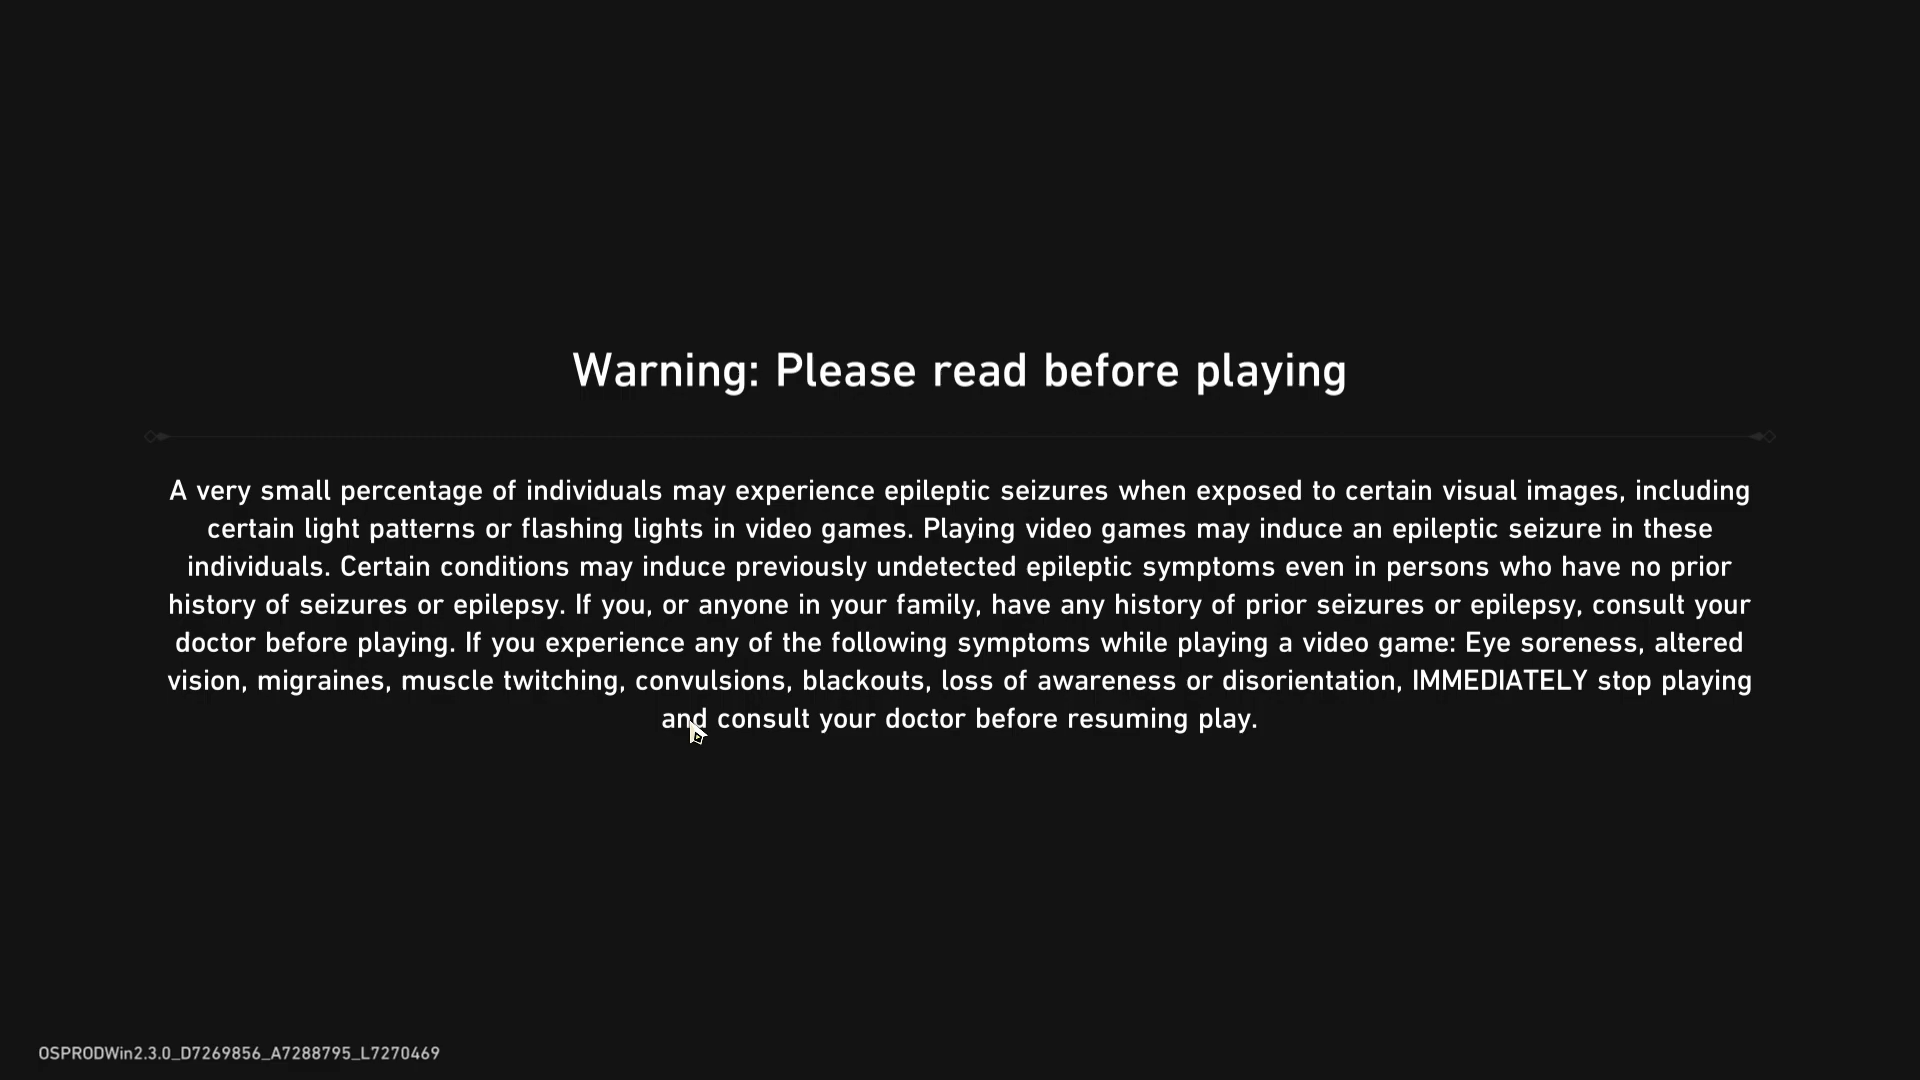 Warning: Please read before playing
A very small percentage of individuals may experience epileptic seizures when exposed to certain visual images, including
certain light patterns or flashing lights in video games. Playing video games may induce an epileptic seizure in these
individuals. Certain conditions may induce previously undetected epileptic symptoms even in persons who have no prior
history of seizures or epilepsy. If you, or anyone in your family, have any history of prior seizures or epilepsy, consult your
doctor before playing. If you experience any of the following symptoms while playing a video game: Eye soreness, altered
vision, migraines, muscle twitching, convulsions, blackouts, loss of awareness or disorientation, IMMEDIATELY stop playing
and consult your doctor before resuming play.
OSPRODWin2.3.0_D7269856_A7288795_L7270469